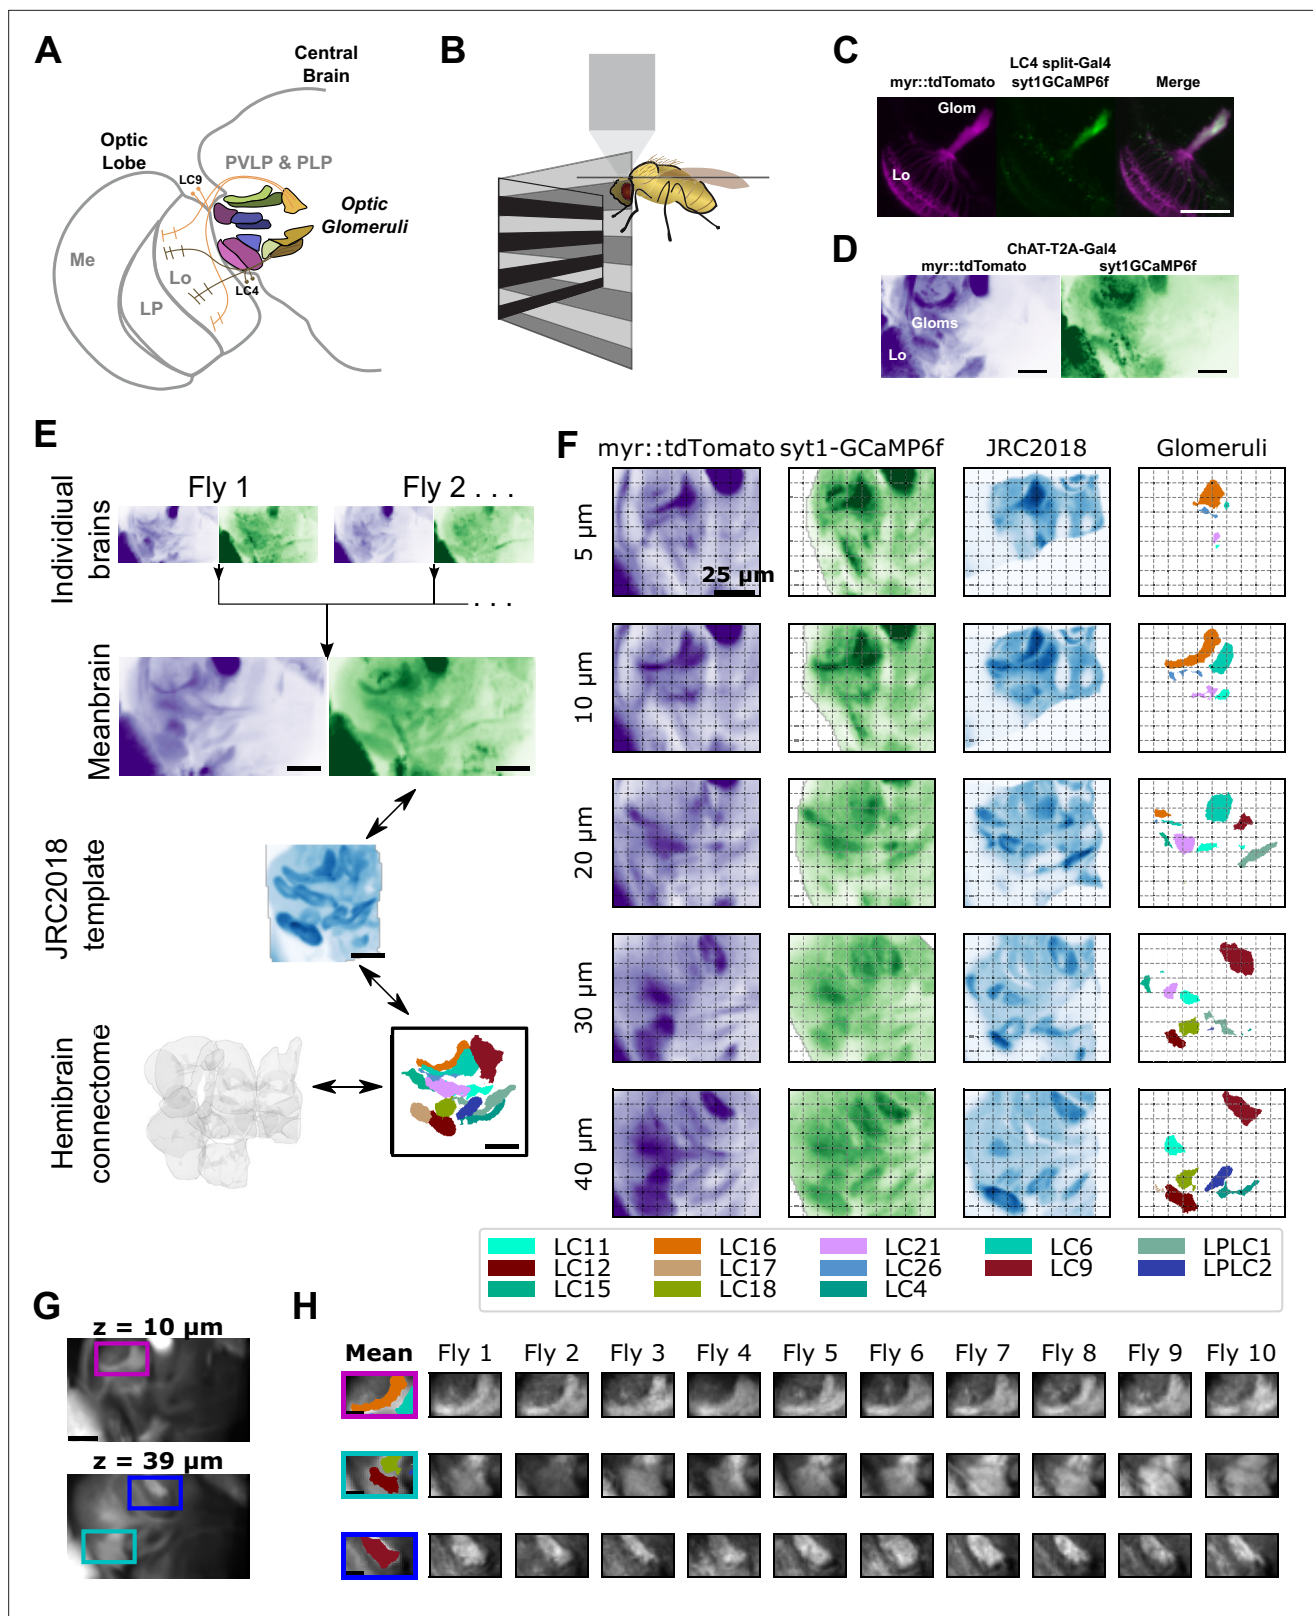 A
Central
Brain
Optic
Lobe
PVLP & PLP
LC9
Optic
Glomeruli
Me
Lo
LP
LC4
B
C
LC4 split-Gal4
myr::tdTomato
syt1GCaMP6f
Merge
Glom
Lo
D
ChAT-T2A-Gal4
myr::tdTomato
syt1GCaMP6f
Gloms
Lo
E
Individiual
brains
Fly 1
Fly 2 . . .
. . .
Meanbrain
JRC2018
template
Hemibrain
connectome
F
myr::tdTomato
syt1-GCaMP6f
JRC2018
Glomeruli
5 µm
25 µm
10 µm
20 µm
30 µm
40 µm
LC11
LC16
LC21
LC6
LPLC1
LC12
LC17
LC26
LC9
LPLC2
LC15
LC18
LC4
G
z = 10 µm
z = 39 µm
H
Mean
Fly 1
Fly 2
Fly 3
Fly 4
Fly 5
Fly 6
Fly 7
Fly 8
Fly 9
Fly 10